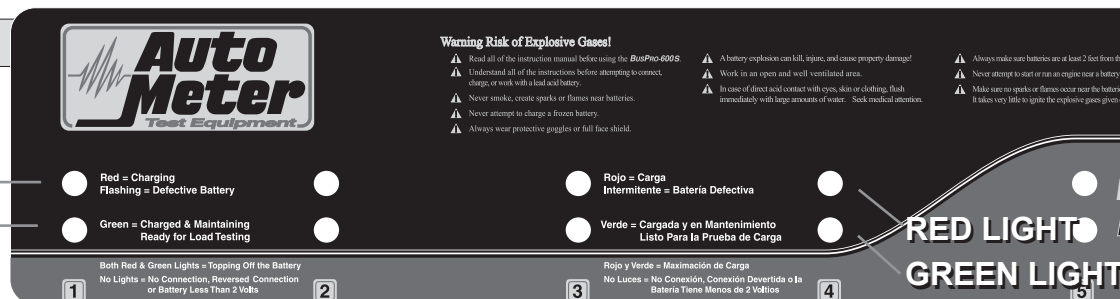 Auto
Meter
Test Equipment
Warning Risk of Explosive Gases!
Read all of the instruction manual before using the BUSPRO-600S.
Understand all of the instructions before attempting to connect,
charge, or work with a lead acid battery.
Never smoke, create sparks or flames near batteries.
Never attempt to charge a frozen battery.
Always wear protective goggles or full face shield.
A battery explosion can kill, injure, and cause property damage!
Work in an open and well ventilated area.
In case of direct acid contact with eyes, skin or clothing, flush
immediately with large amounts of water. Seek medical attention.
Always make sure batteries are at least 2 feet from
Never attempt to start or run an engine near a battery
Make sure no sparks or flames occur near the
It takes very little to ignite the explosive gases given
Red = Charging
Flashing = Defective Battery
Green = Charged & Maintaining
Ready for Load Testing
Both Red & Green Lights = Topping Off the Battery
No Lights = No Connection, Reversed Connection
or Battery Less Than 2 Volts
Rojo = Carga
Intermitente = Batería Defectiva
Verde = Cargada y en Mantenimiento
Listo Para la Prueba de Carga
Rojo y Verde = Maximación de Carga
No Luces = No Conexión, Conexión Devertida o la
Batería Tiene Menos de 2 Voltios
RED LIGHT
GREEN LIGHT
1
2
3
4
5